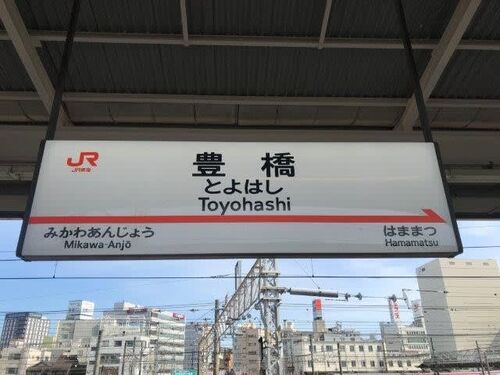 JR
JR東海
豊橋
とよはし
Toyohashi
みかわあんじょう
Mikawa-Anjō
はままつ
Hamamatsu